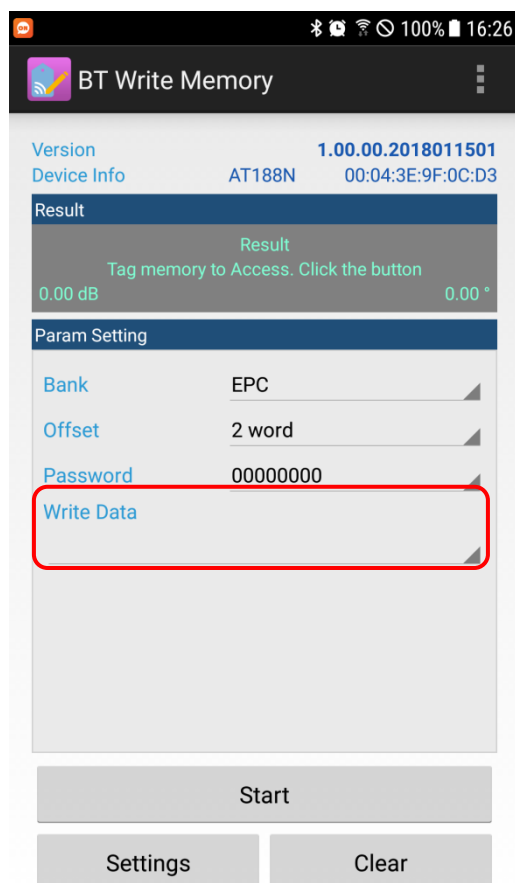 100% 16:26
BT Write Memory
Version 1.00.00.2018011501
Device Info AT188N 00:04:3E:9F:0C:D3
Result
Result
Tag memory to Access. Click the button
0.00 dB 0.00 °
Param Setting
Bank EPC
Offset 2 word
Password 00000000
Write Data
Start
Settings Clear